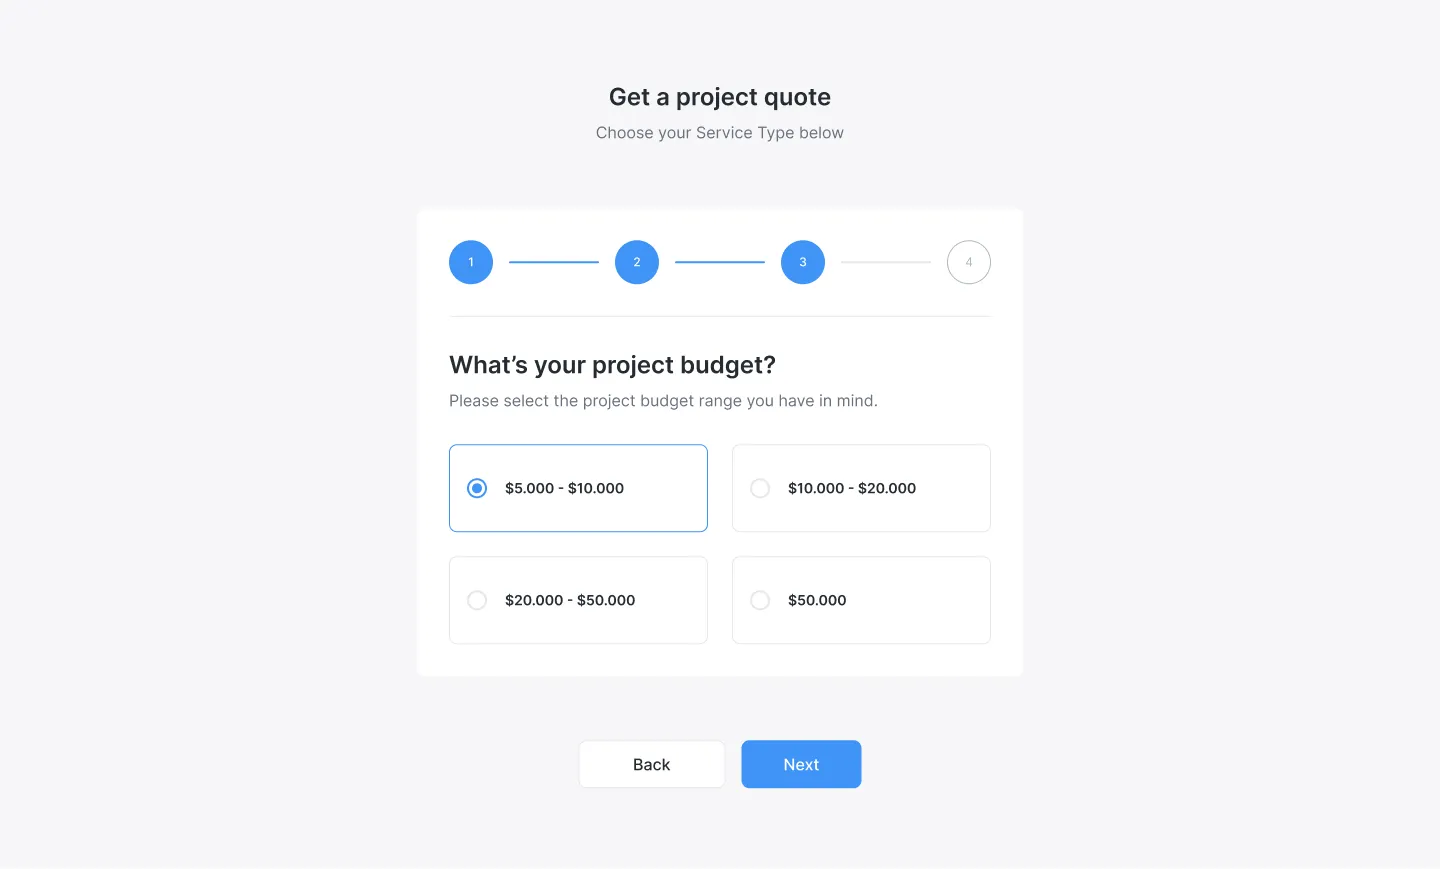 Get a project quote
Choose your Service Type below
1 2 3 4
What’s your project budget?
Please select the project budget range you have in mind.
$5.000 - $10.000
$10.000 - $20.000
$20.000 - $50.000
$50.000
Back
Next